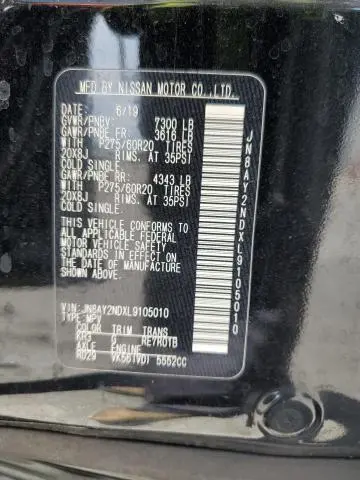 MFD BY NISSAN MOTOR CO.,LTD.
DATE: 6/19
GVWR/PNBV: 7300 LB
GAWR/PNBE FR: 3616 LB
WITH P275/60R20 TIRES
20X8J RIMS, AT 35PSI
COLD SINGLE
GAWR/PNBE RR: 4343 LB
WITH P275/60R20 TIRES
20X8J RIMS, AT 35PSI
COLD SINGLE
THIS VEHICLE CONFORMS TO
ALL APPLICABLE FEDERAL
MOTOR VEHICLE SAFETY
STANDARDS IN EFFECT ON
THE DATE OF MANUFACTURE
SHOWN ABOVE.
VIN: JN8AY2NDXL9105010
TYPE: MPV
COLOR TRIM TRANS
KH3 G RE7R01B
AXLE ENGINE
RD29 VK56(VD) 5552CC
JN8AY2NDXL9105010